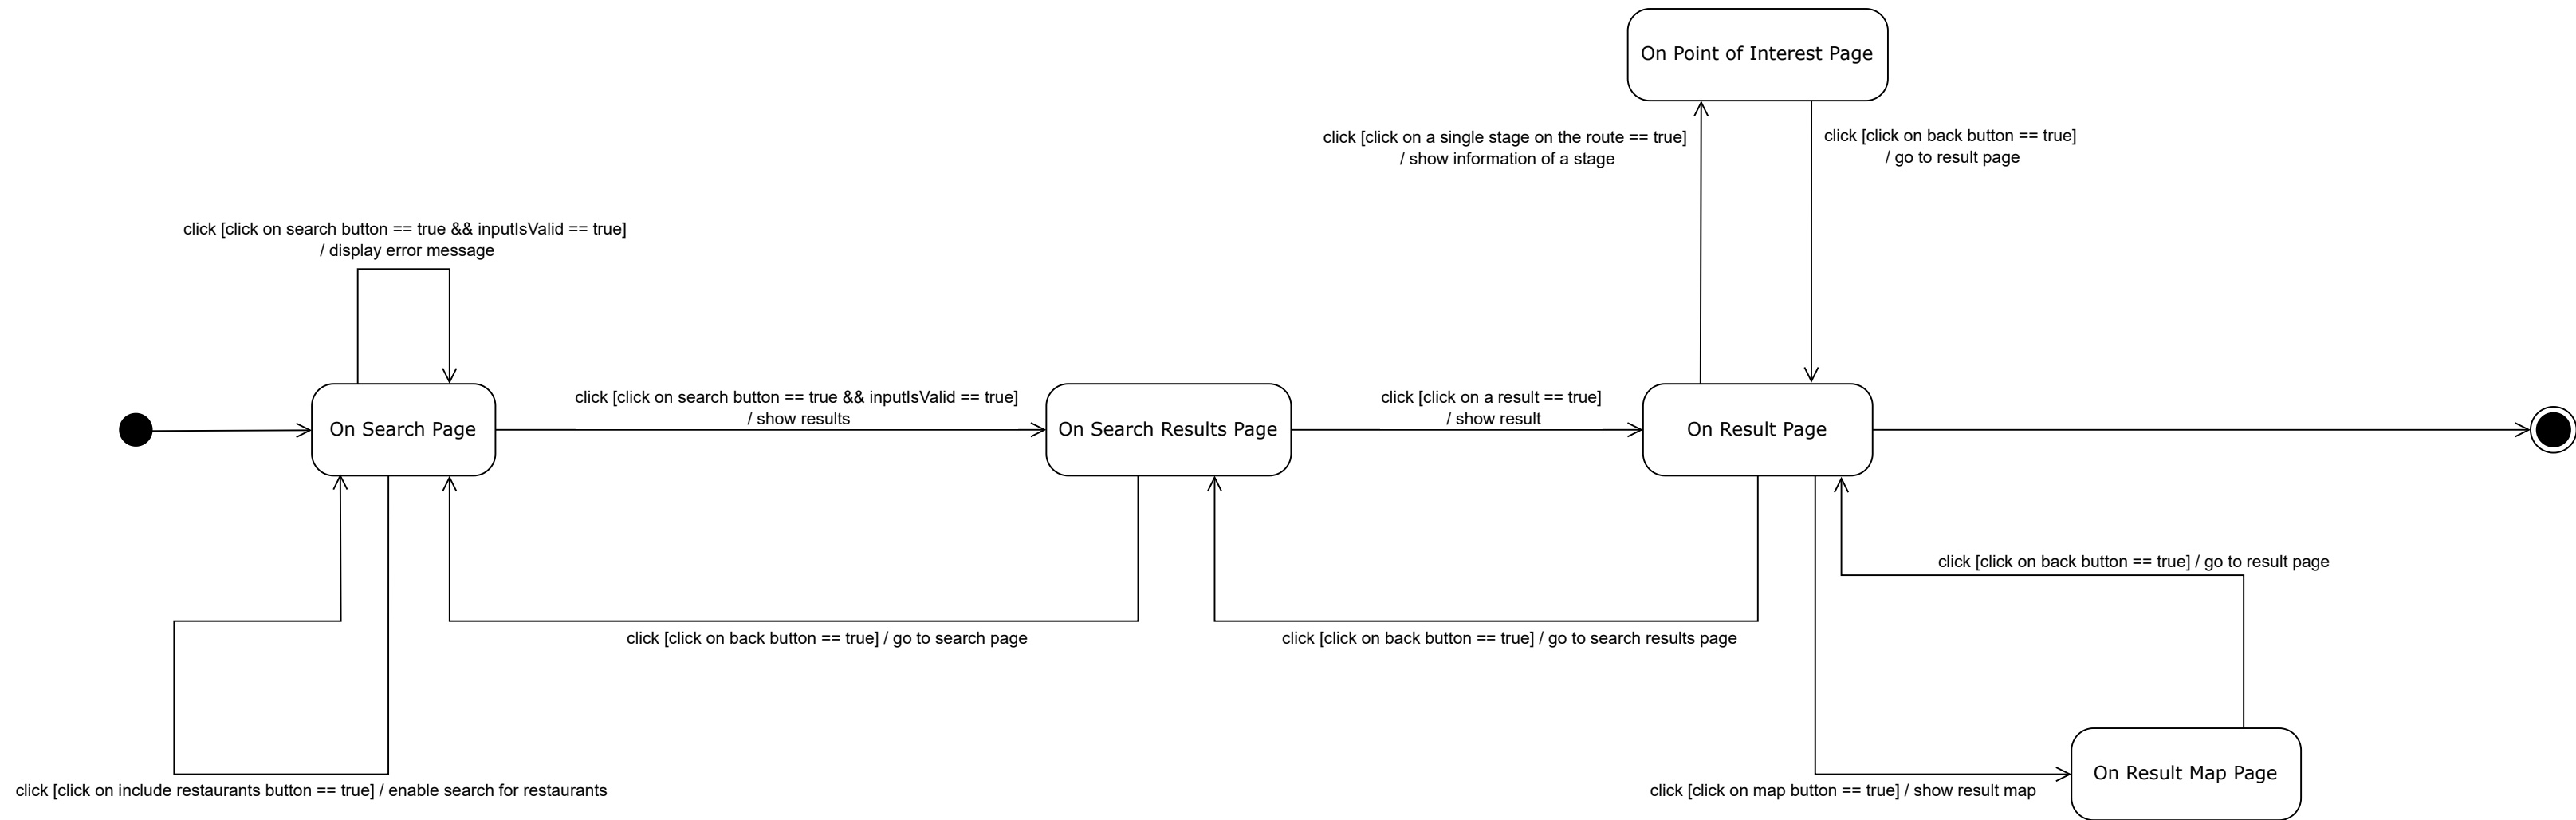 On Point of Interest Page
click [click on a single stage on the route == true]
/ show information of a stage
click [click on back button == true]
/ go to result page
click [click on search button == true && inputIsValid == true]
/ display error message
click [click on search button == true && inputIsValid == true]
/ show results
click [click on a result == true]
/ show result
On Search Page
On Search Results Page
On Result Page
click [click on back button == true] / go to result page
click [click on back button == true] / go to search page
click [click on back button == true] / go to search results page
On Result Map Page
click [click on include restaurants button == true] / enable search for restaurants
click [click on map button == true] / show result map